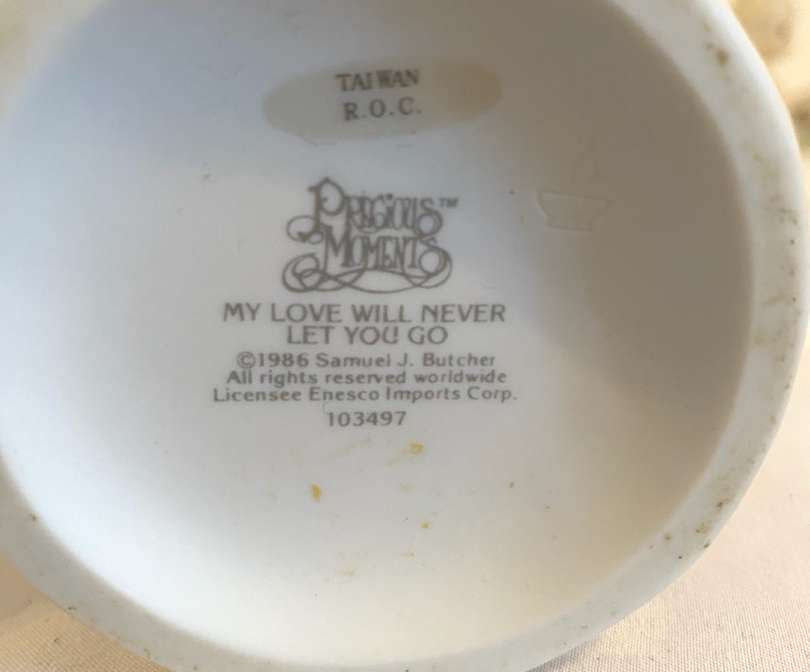 TAIWAN
R.O.C.
PRECIOUS™
MOMENTS
MY LOVE WILL NEVER
LET YOU GO
©1986 Samuel J. Butcher
All rights reserved worldwide
Licensee Enesco Imports Corp.
103497